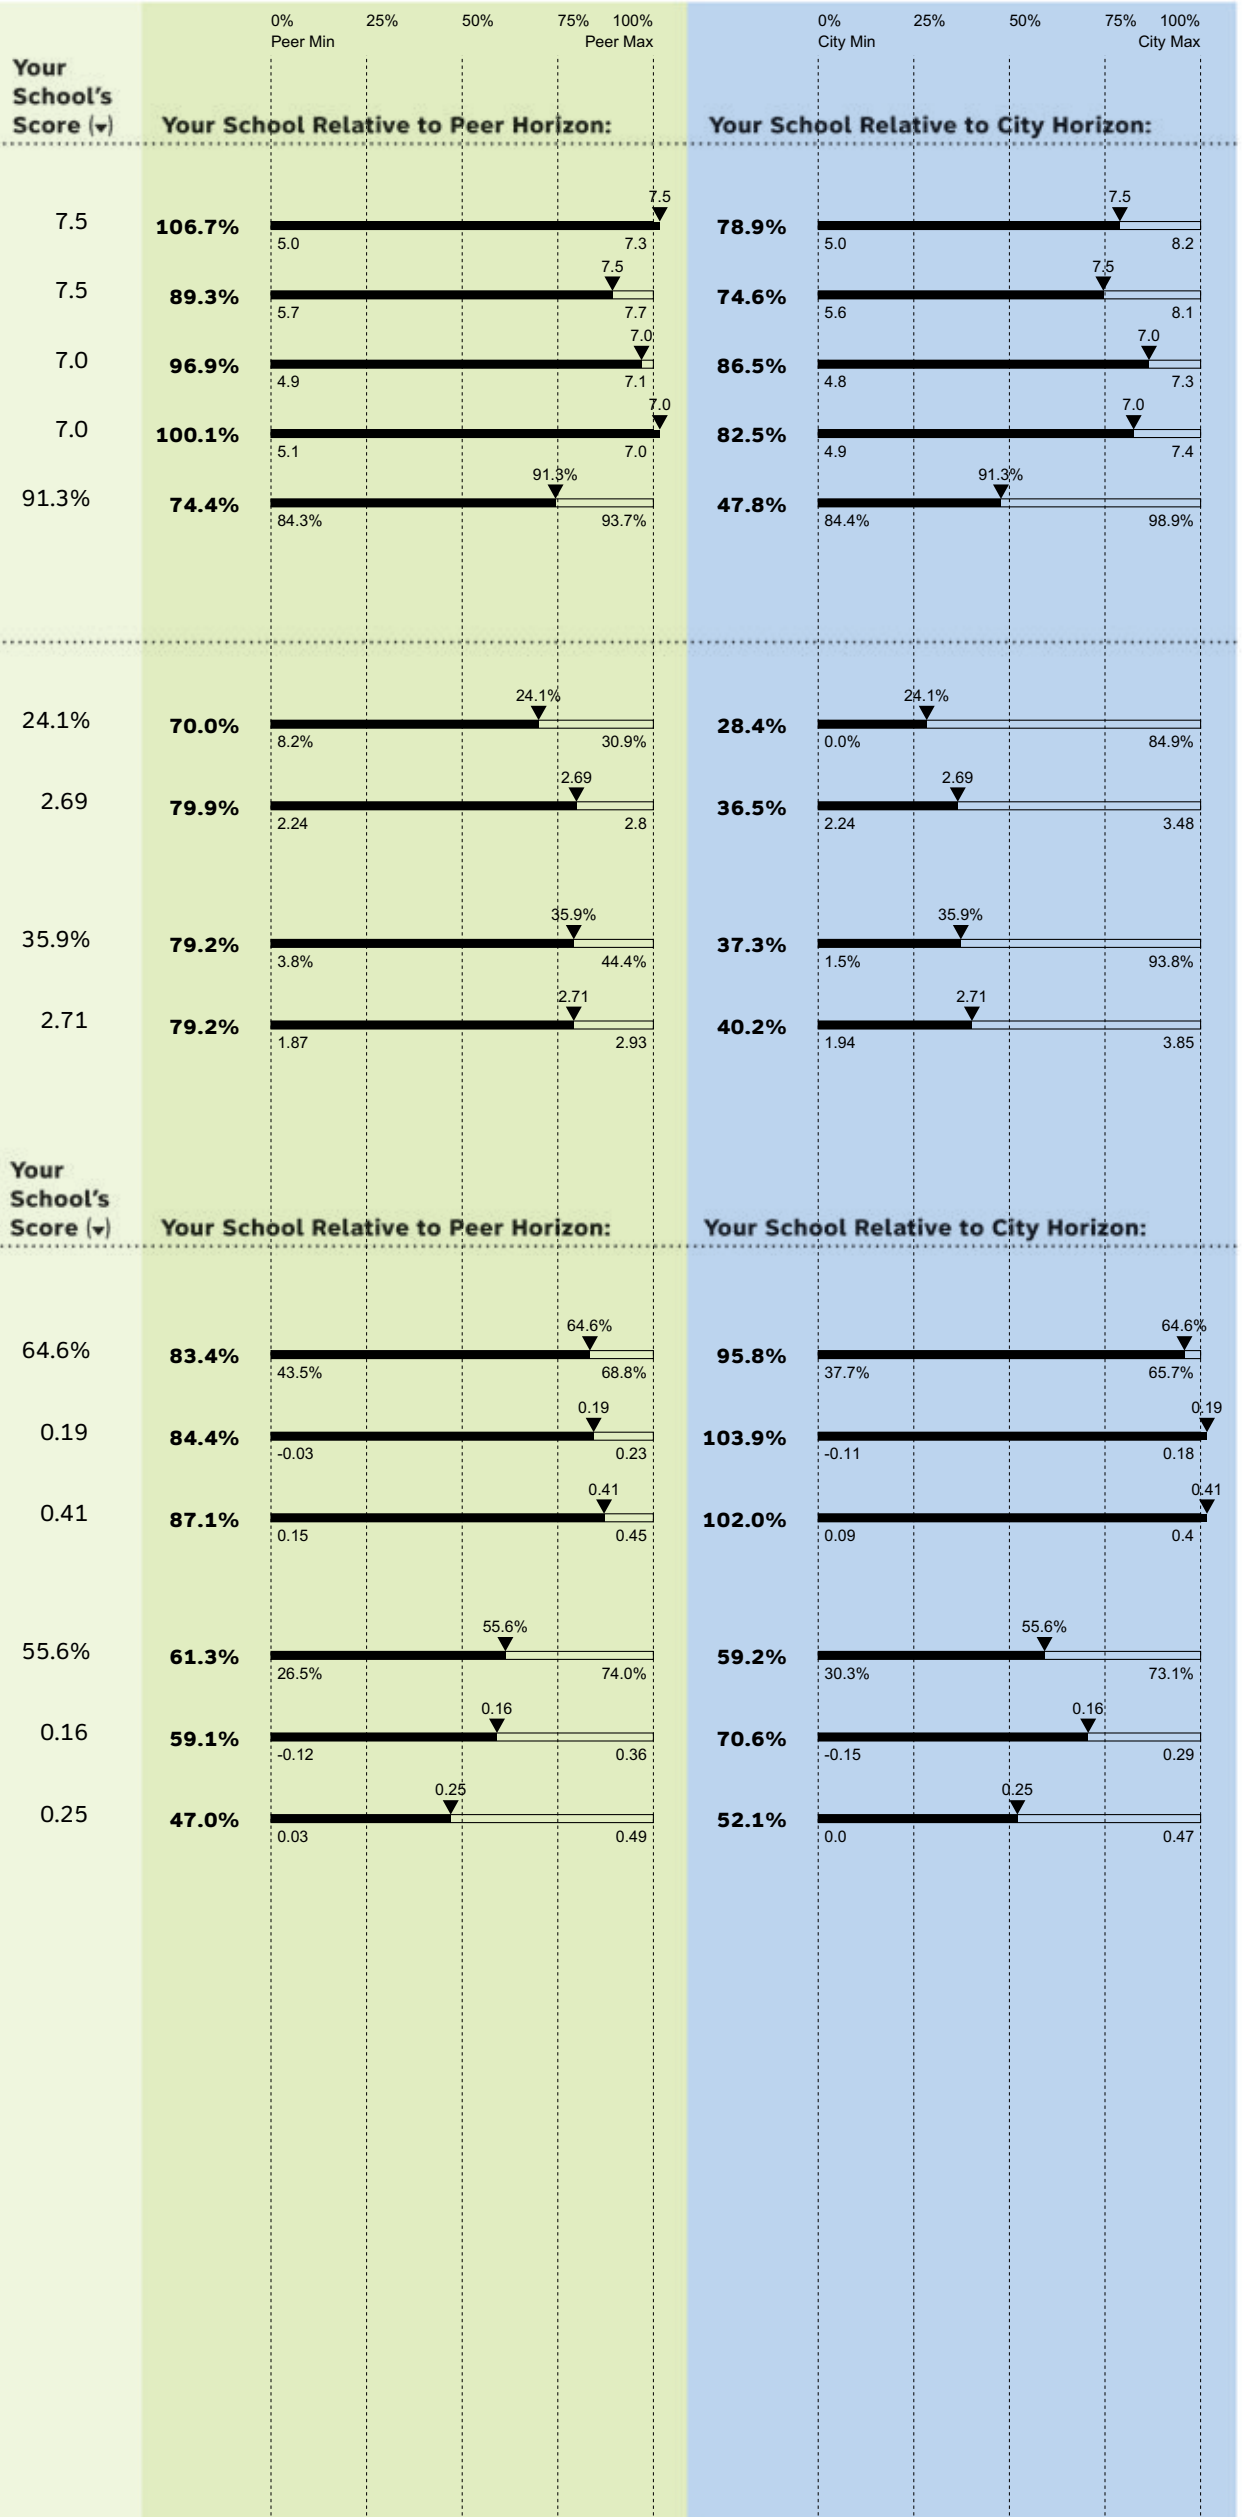 0% 25% 50% 75% 100% 0% 25% 50% 75% 100%
Peer Min Peer Max City Min City Max
Your
School's
Score (▼) Your School Relative to Peer Horizon: Your School Relative to City Horizon:
7.5 7.5
7.5 106.7% 78.9%
5.0 7.3 5.0 8.2
7.5 7.5
7.5 89.3% 74.6%
5.7 7.7 5.6 8.1
7.0 7.0
7.0 96.9% 86.5%
4.9 7.1 4.8 7.3
7.0 7.0
7.0 100.1% 82.5%
5.1 7.0 4.9 7.4
91.3% 91.3%
91.3% 74.4% 47.8%
84.3% 93.7% 84.4% 98.9%
24.1% 24.1%
24.1% 70.0% 28.4%
8.2% 30.9% 0.0% 84.9%
2.69 2.69
2.69 79.9% 36.5%
2.24 2.8 2.24 3.48
35.9% 35.9%
35.9% 79.2% 37.3%
3.8% 44.4% 1.5% 93.8%
2.71 2.71
2.71 79.2% 40.2%
1.87 2.93 1.94 3.85
Your
School's
Score (▼) Your School Relative to Peer Horizon: Your School Relative to City Horizon:
64.6% 64.6%
64.6% 83.4% 95.8%
43.5% 68.8% 37.7% 65.7%
0.19 0.19
0.19 84.4% 103.9%
-0.03 0.23 -0.11 0.18
0.41 0.41
0.41 87.1% 102.0%
0.15 0.45 0.09 0.4
55.6% 55.6%
55.6% 61.3% 59.2%
26.5% 74.0% 30.3% 73.1%
0.16 0.16
0.16 59.1% 70.6%
-0.12 0.36 -0.15 0.29
0.25 0.25
0.25 47.0% 52.1%
0.03 0.49 0.0 0.47